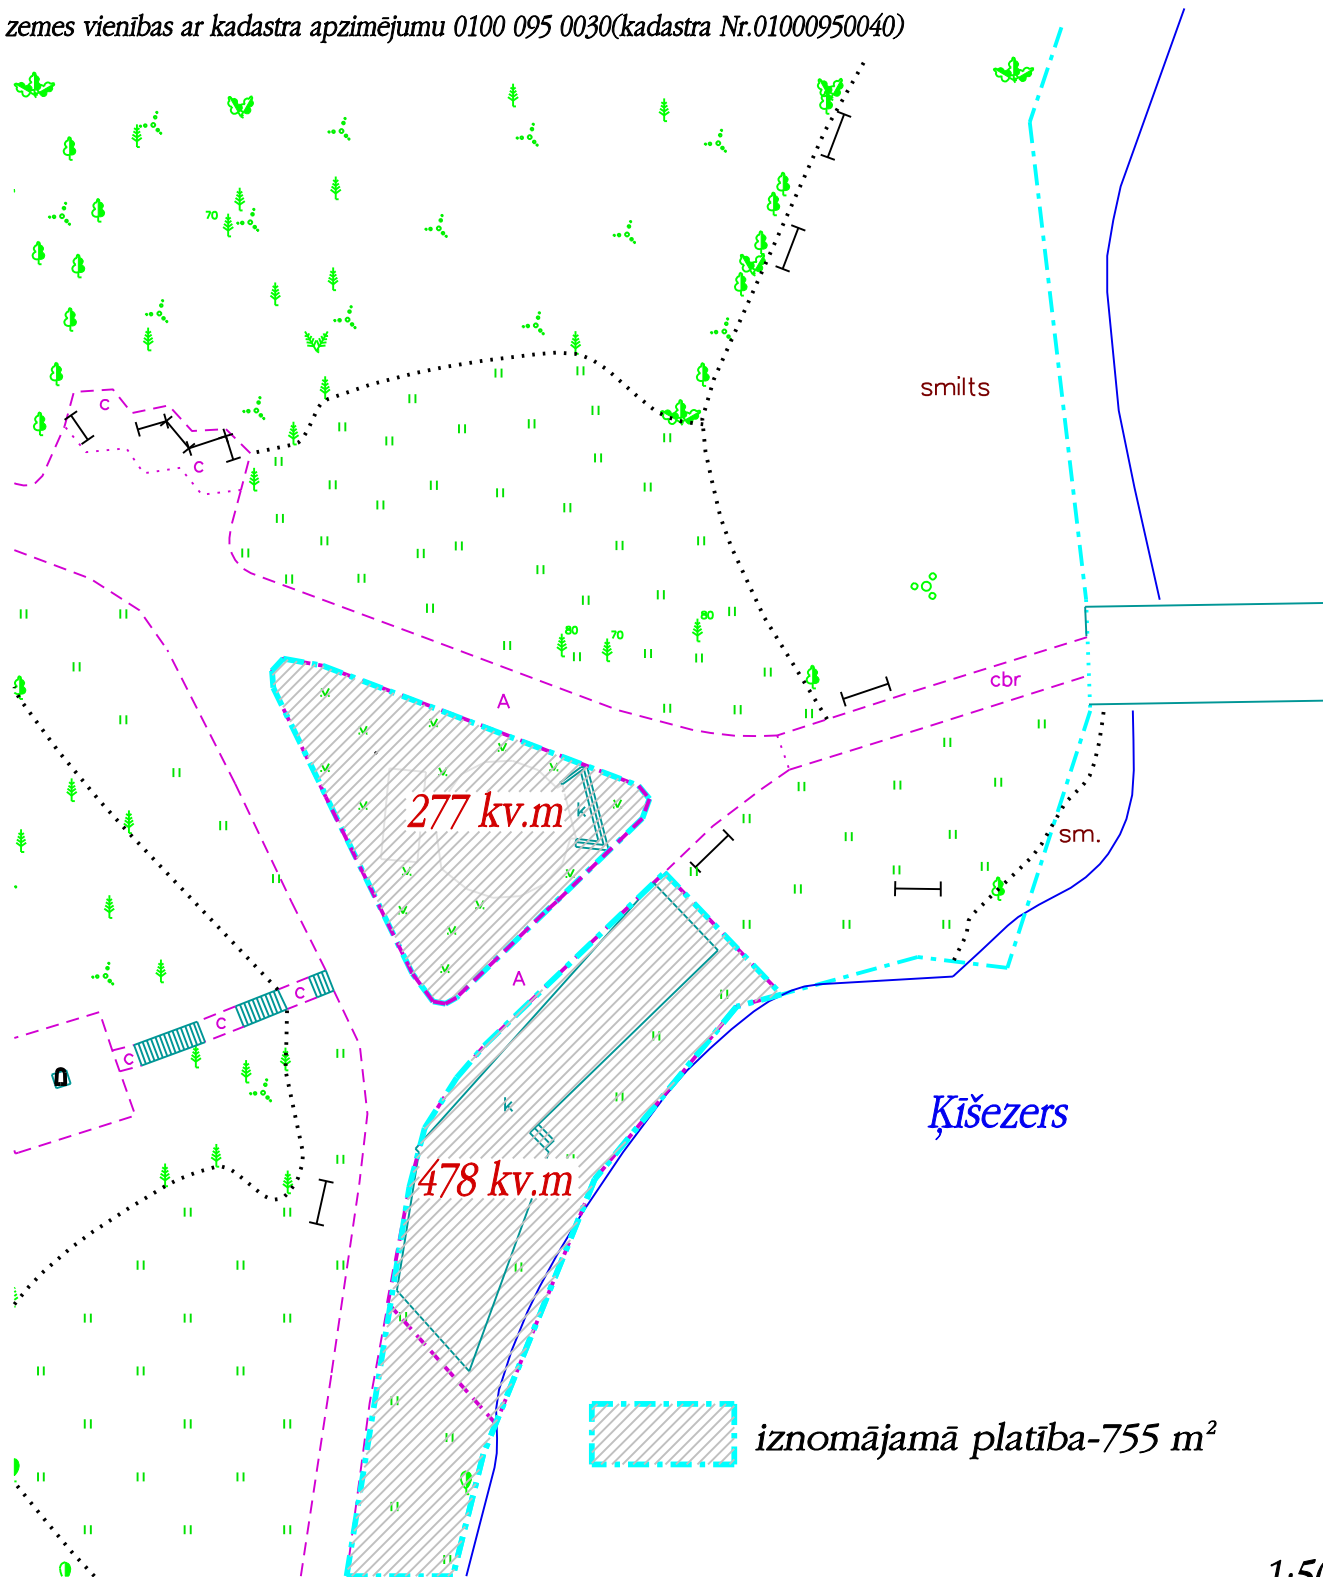 zemes vienības ar kadastra apzimējumu 0100 095 0030(kadastra Nr.01000950040)
70
smilts
c
c
80
70
80
A
cbr
277 kv.m
k
sm.
A
c
c
c
k
Ķīšezers
478 kv.m
iznomājamā platība-755 m²